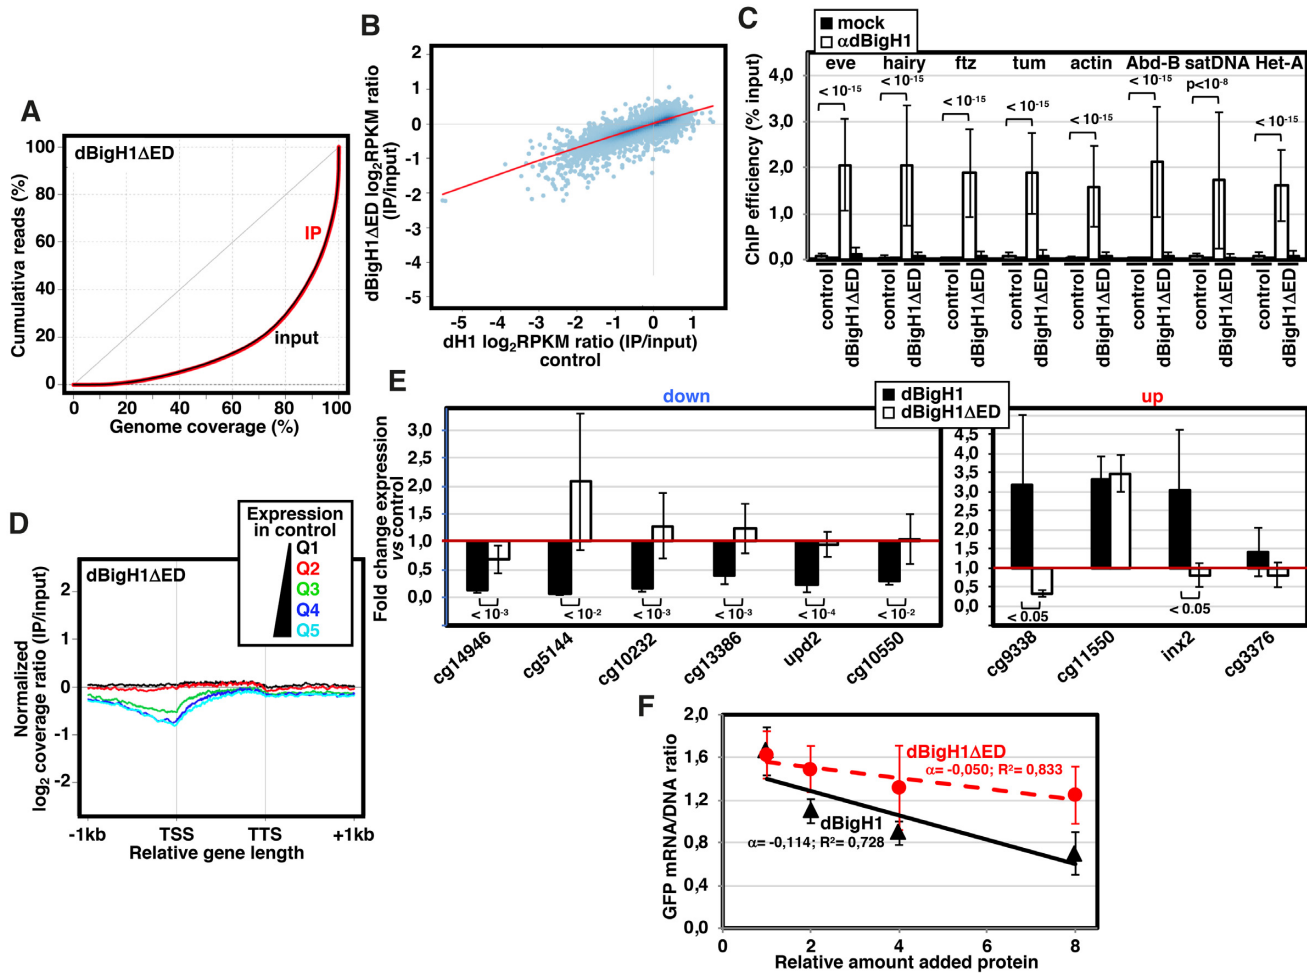 A
dBigH1ΔED
Cumulativa reads (%)
100
80
60
40
20
0
IP
input
0 20 40 60 80 100
Genome coverage (%)
B
dBigH1ΔED log2RPKM ratio
(IP/input)
2
1
0
-1
-2
-3
-4
-5
-5 -4 -3 -2 -1 0 1
dH1 log2RPKM ratio (IP/input)
control
C
mock
αdBigH1
eve hairy ftz tum actin Abd-B satDNA Het-A
ChIP efficiency (% input)
4,0
3,0
2,0
1,0
0,0
< 10-15
< 10-15
< 10-15
< 10-15
< 10-15
< 10-15
p<10-8
< 10-15
control
dBigH1ΔED
control
dBigH1ΔED
control
dBigH1ΔED
control
dBigH1ΔED
control
dBigH1ΔED
control
dBigH1ΔED
control
dBigH1ΔED
control
dBigH1ΔED
D
Expression
in control
Q1
Q2
Q3
Q4
Q5
dBigH1ΔED
Normalized
log2 coverage ratio (IP/input)
2
1
0
-1
-2
-1kb TSS TTS +1kb
Relative gene length
E
down
dBigH1
dBigH1ΔED
up
Fold change expression
vs control
3,0
2,5
2,0
1,5
1,0
0,5
0,0
< 10-3
< 10-2
< 10-3
< 10-3
< 10-4
< 10-2
cg14946
cg5144
cg10232
cg13386
upd2
cg10550
4,5
4,0
3,5
3,0
2,5
2,0
1,5
1,0
0,5
0,0
< 0.05
< 0.05
cg9338
cg11550
inx2
cg3376
F
GFP mRNA/DNA ratio
2,0
1,6
1,2
0,8
0,4
0,0
dBigH1ΔED
α= -0,050; R2= 0,833
dBigH1
α= -0,114; R2= 0,728
0 2 4 6 8
Relative amount added protein